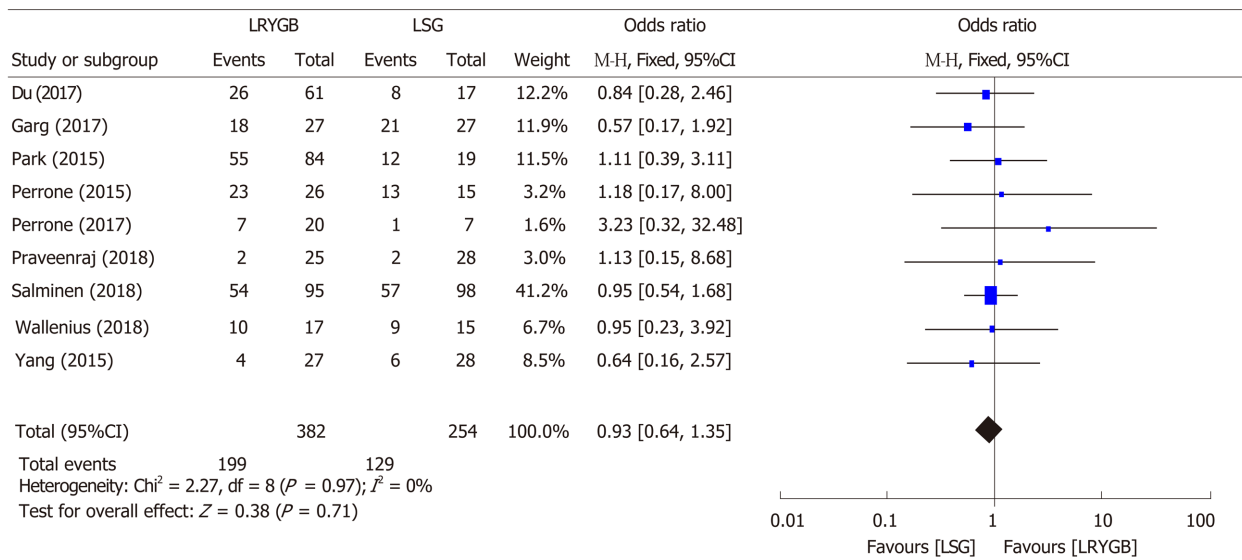 LRYGB LSG Odds ratio Odds ratio
Study or subgroup Events Total Events Total Weight M-H, Fixed, 95%CI M-H, Fixed, 95%CI
Du (2017) 26 61 8 17 12.2% 0.84 [0.28, 2.46]
Garg (2017) 18 27 21 27 11.9% 0.57 [0.17, 1.92]
Park (2015) 55 84 12 19 11.5% 1.11 [0.39, 3.11]
Perrone (2015) 23 26 13 15 3.2% 1.18 [0.17, 8.00]
Perrone (2017) 7 20 1 7 1.6% 3.23 [0.32, 32.48]
Praveenraj (2018) 2 25 2 28 3.0% 1.13 [0.15, 8.68]
Salminen (2018) 54 95 57 98 41.2% 0.95 [0.54, 1.68]
Wallenius (2018) 10 17 9 15 6.7% 0.95 [0.23, 3.92]
Yang (2015) 4 27 6 28 8.5% 0.64 [0.16, 2.57]
Total (95%CI) 382 254 100.0% 0.93 [0.64, 1.35]
Total events 199 129
Heterogeneity: Chi² = 2.27, df = 8 (P = 0.97); I² = 0%
Test for overall effect: Z = 0.38 (P = 0.71)
0.01 0.1 1 10 100
Favours [LSG] Favours [LRYGB]